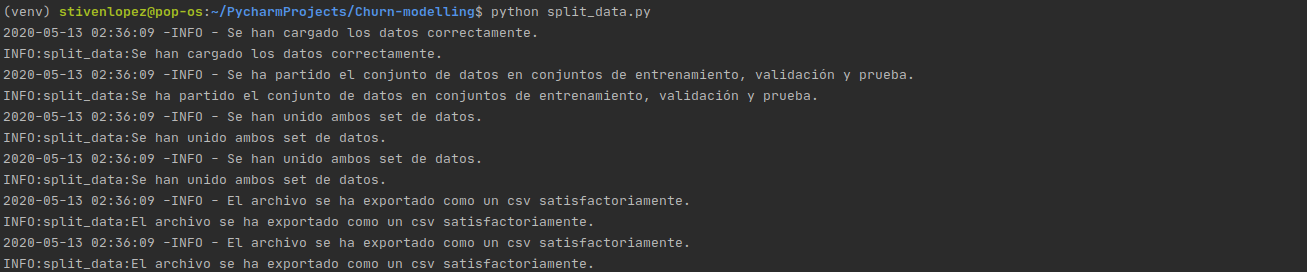 (venv) stivenlopez@pop-os:~/PycharmProjects/Churn-modelling$ python split_data.py
2020-05-13 02:36:09 -INFO - Se han cargado los datos correctamente.
INFO:split_data:Se han cargado los datos correctamente.
2020-05-13 02:36:09 -INFO - Se ha partido el conjunto de datos en conjuntos de entrenamiento, validación y prueba.
INFO:split_data:Se ha partido el conjunto de datos en conjuntos de entrenamiento, validación y prueba.
2020-05-13 02:36:09 -INFO - Se han unido ambos set de datos.
INFO:split_data:Se han unido ambos set de datos.
2020-05-13 02:36:09 -INFO - Se han unido ambos set de datos.
INFO:split_data:Se han unido ambos set de datos.
2020-05-13 02:36:09 -INFO - El archivo se ha exportado como un csv satisfactoriamente.
INFO:split_data:El archivo se ha exportado como un csv satisfactoriamente.
2020-05-13 02:36:09 -INFO - El archivo se ha exportado como un csv satisfactoriamente.
INFO:split_data:El archivo se ha exportado como un csv satisfactoriamente.